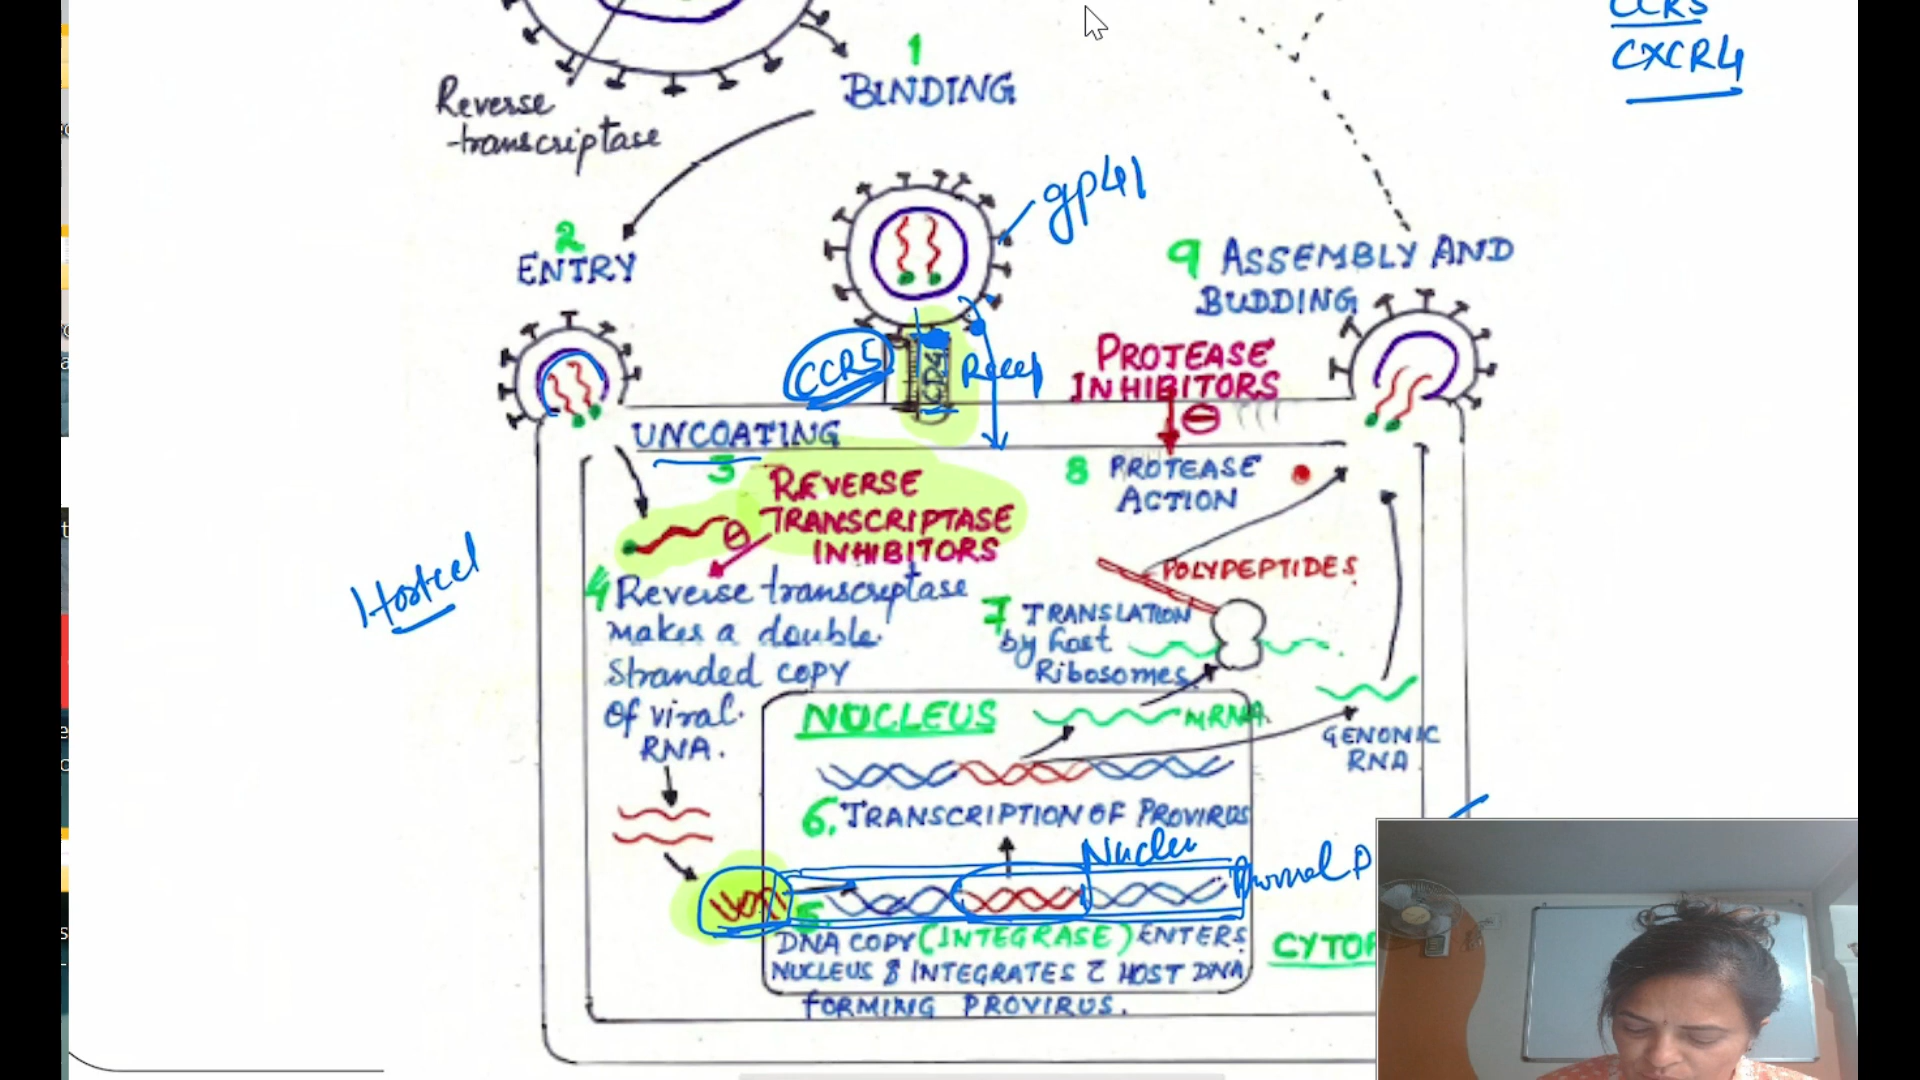 CCR5
CXCR4
1
BINDING
Reverse
transcriptase
gp41
2
ENTRY
9 ASSEMBLY AND
BUDDING
CCR5
CD4
Recep
PROTEASE
INHIBITORS
UNCOATING
3
REVERSE
TRANSCRIPTASE
INHIBITORS
8 PROTEASE
ACTION
POLYPEPTIDES
4 Reverse transcriptase
makes a double
Stranded copy
of viral
RNA.
7 TRANSLATION
by host
Ribosomes
NUCLEUS
MRNA
GENOMIC
RNA
6. TRANSCRIPTION OF PROVIRUS
5.
DNA COPY (INTEGRASE) ENTERS
NUCLEUS & INTEGRATES c̄ HOST DNA
FORMING PROVIRUS.